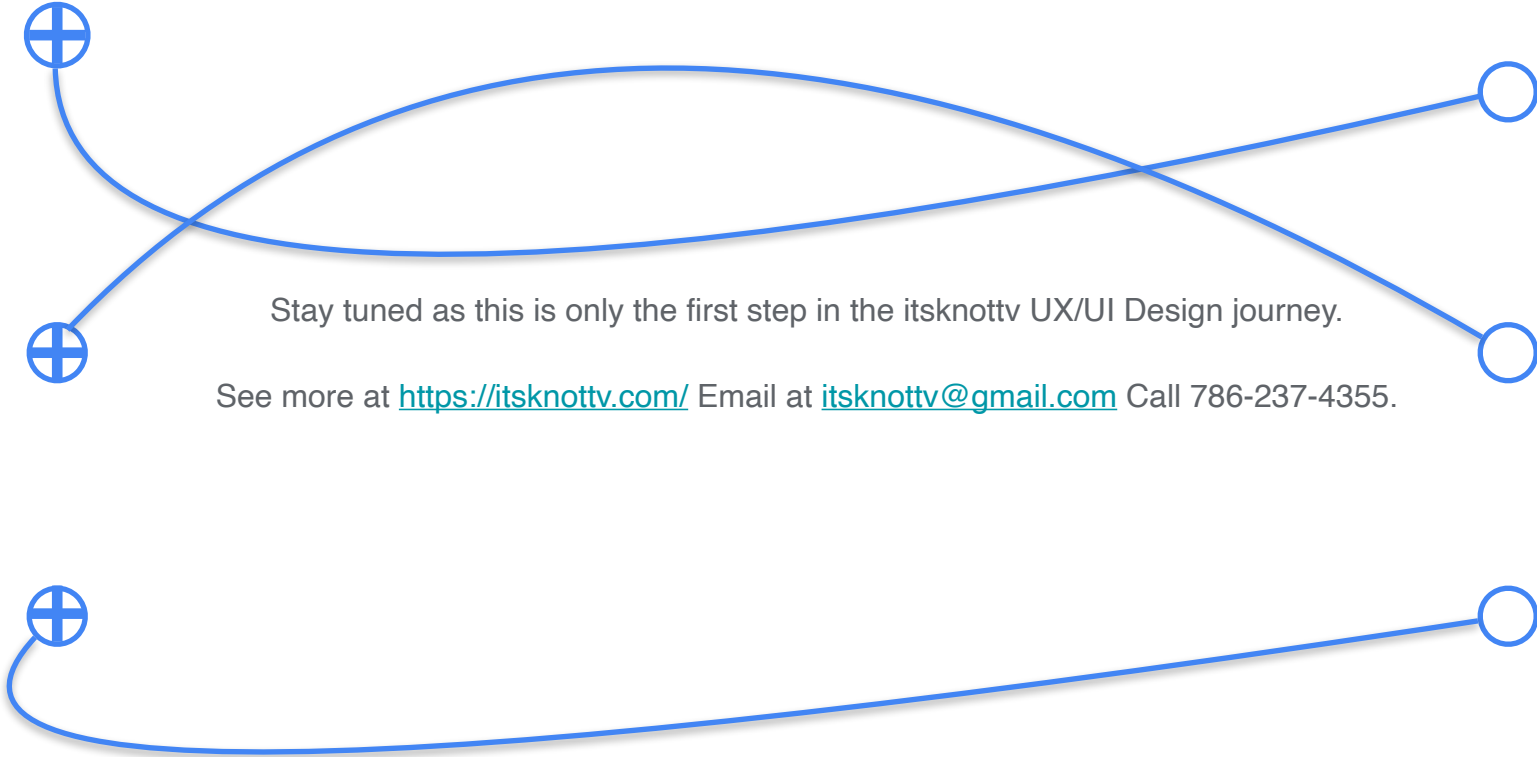 Stay tuned as this is only the first step in the itsknottv UX/UI Design journey.
See more at https://itsknottv.com/ Email at itsknottv@gmail.com Call 786-237-4355.